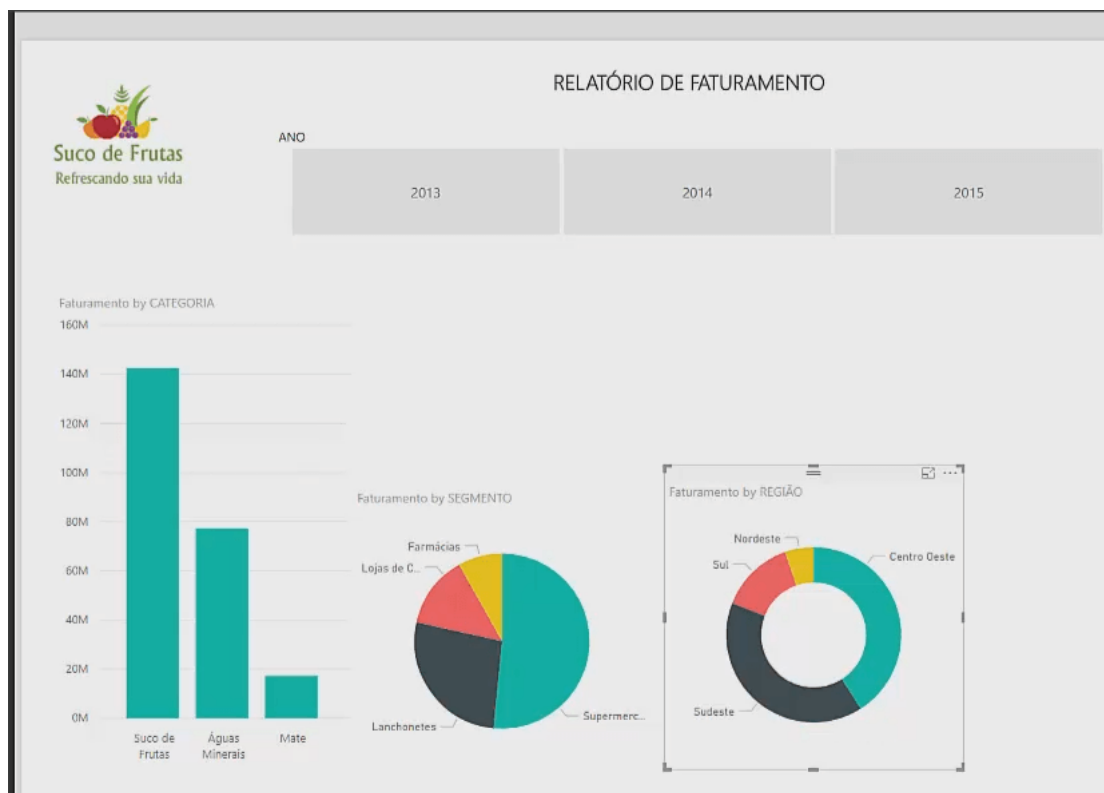 RELATÓRIO DE FATURAMENTO
Suco de Frutas
Refrescando sua vida
ANO
2013
2014
2015
Faturamento by CATEGORIA
160M
140M
120M
100M
80M
60M
40M
20M
0M
Suco de
Frutas
Águas
Minerais
Mate
Faturamento by SEGMENTO
Farmácias
Lojas de C...
Lanchonetes
Supermerc...
Faturamento by REGIÃO
Nordeste
Sul
Centro Oeste
Sudeste